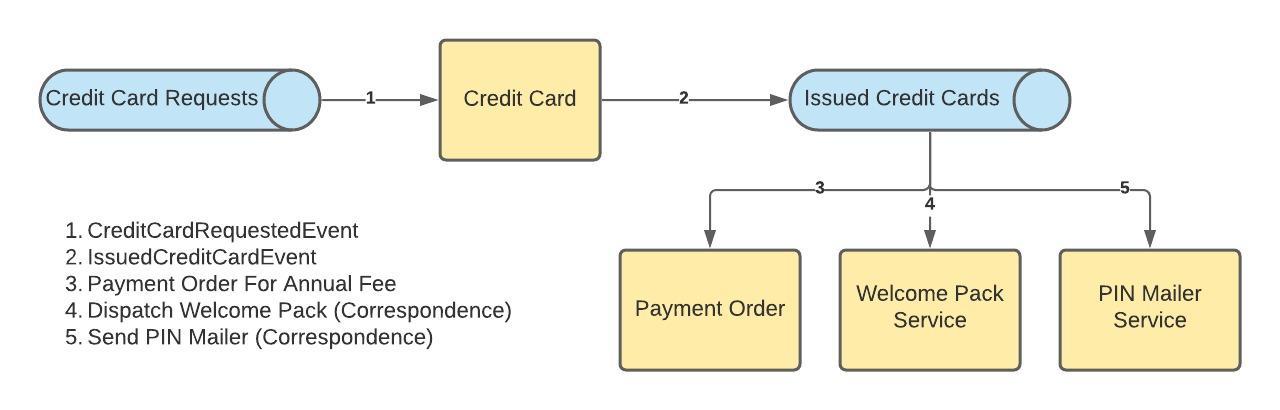 Credit Card Requests
1
Credit Card
2
Issued Credit Cards
3
4
5
1. CreditCardRequestedEvent
2. IssuedCreditCardEvent
3. Payment Order For Annual Fee
4. Dispatch Welcome Pack (Correspondence)
5. Send PIN Mailer (Correspondence)
Payment Order
Welcome Pack
Service
PIN Mailer
Service